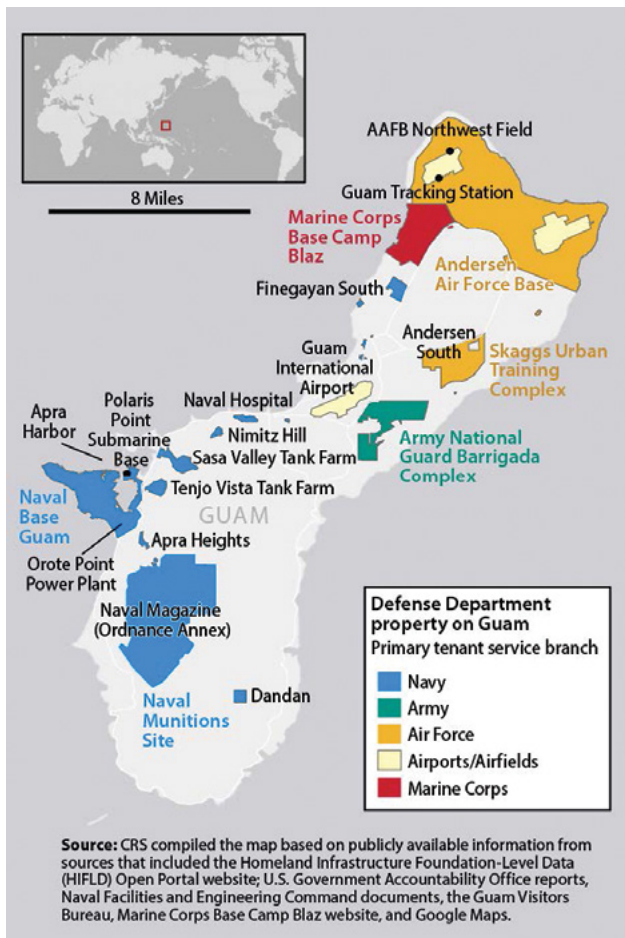 8 Miles
AAFB Northwest Field
Guam Tracking Station
Marine Corps
Base Camp
Blaz
Andersen
Air Force Base
Finegayan South
Andersen
South
Skaggs Urban
Training
Complex
Guam
International
Airport
Naval Hospital
Nimitz Hill
Army National
Guard Barrigada
Complex
Polaris
Point
Submarine
Base
Apra
Harbor
Sasa Valley Tank Farm
Tenjo Vista Tank Farm
Naval
Base
Guam
GUAM
Apra Heights
Orote Point
Power Plant
Naval Magazine
(Ordnance Annex)
Naval
Munitions
Site
Dandan
Defense Department
property on Guam
Primary tenant service branch
Navy
Army
Air Force
Airports/Airfields
Marine Corps
Source: CRS compiled the map based on publicly available information from
sources that included the Homeland Infrastructure Foundation-Level Data
(HIFLD) Open Portal website; U.S. Government Accountability Office reports,
Naval Facilities and Engineering Command documents, the Guam Visitors
Bureau, Marine Corps Base Camp Blaz website, and Google Maps.